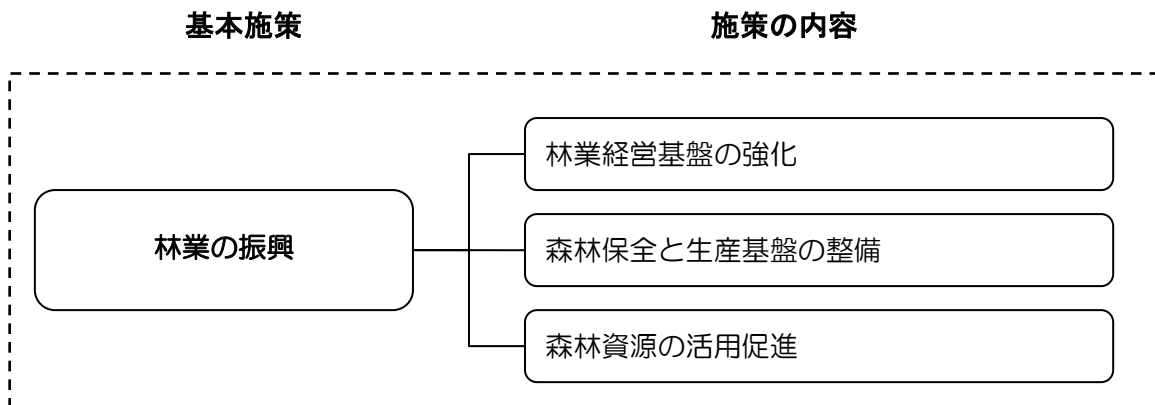 基本施策
施策の内容
林業経営基盤の強化
林業の振興
森林保全と生産基盤の整備
森林資源の活用促進